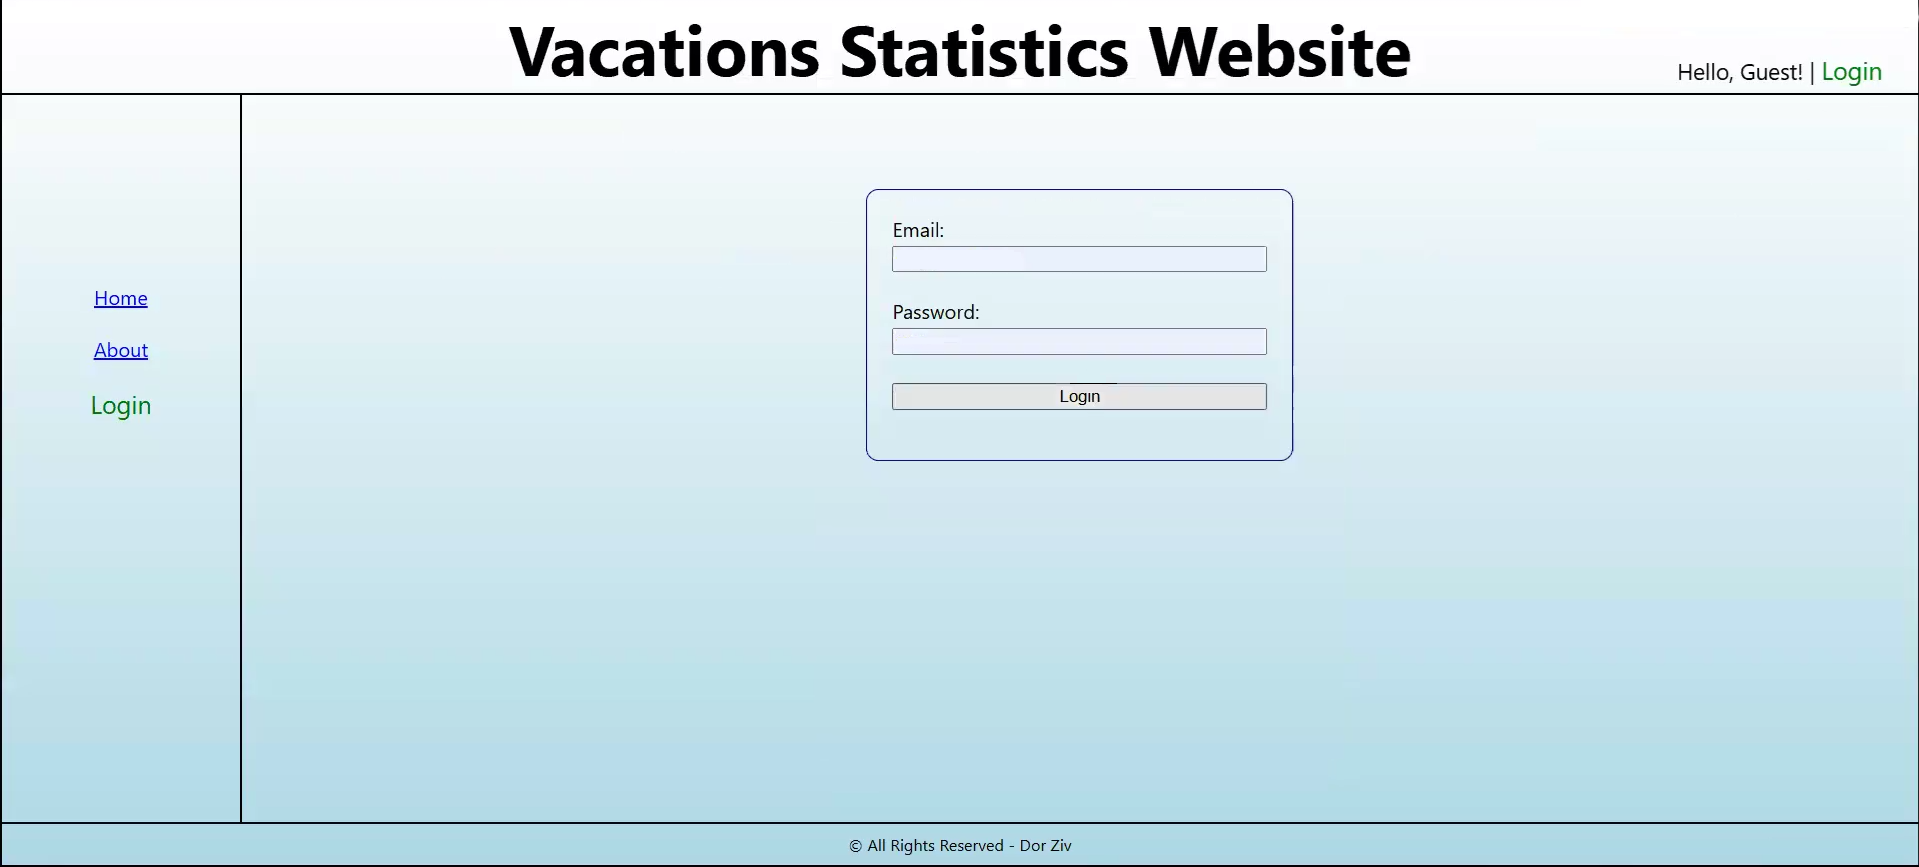 Vacations Statistics Website
Hello, Guest! | Login
Home
About
Login
Email:
Password:
Login
© All Rights Reserved - Dor Ziv